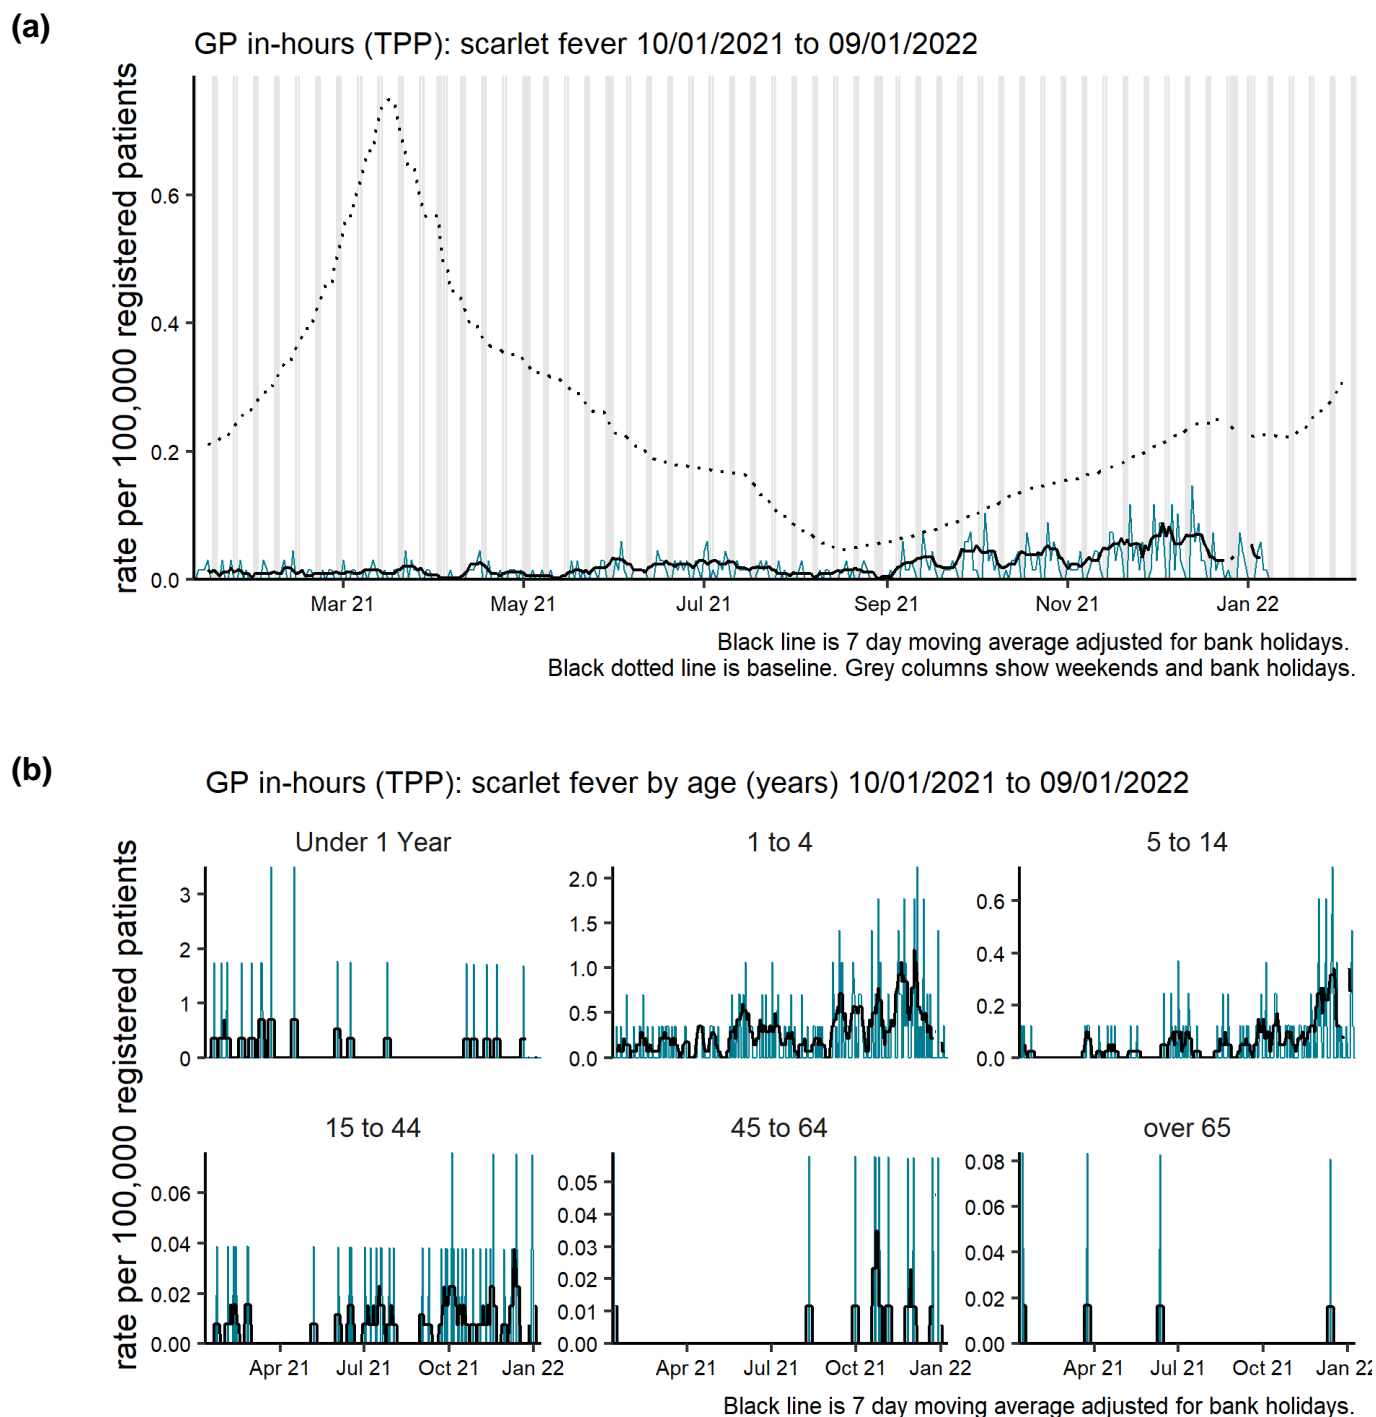 (a)
GP in-hours (TPP): scarlet fever 10/01/2021 to 09/01/2022
rate per 100,000 registered patients
0.6
0.4
0.2
0.0
Mar 21 May 21 Jul 21 Sep 21 Nov 21 Jan 22
Black line is 7 day moving average adjusted for bank holidays.
Black dotted line is baseline. Grey columns show weekends and bank holidays.
(b)
GP in-hours (TPP): scarlet fever by age (years) 10/01/2021 to 09/01/2022
rate per 100,000 registered patients
Under 1 Year
3
2
1
0
1 to 4
2.0
1.5
1.0
0.5
0.0
5 to 14
0.6
0.4
0.2
0.0
15 to 44
0.06
0.04
0.02
0.00
Apr 21 Jul 21 Oct 21 Jan 22
45 to 64
0.05
0.04
0.03
0.02
0.01
0.00
Apr 21 Jul 21 Oct 21 Jan 22
over 65
0.08
0.06
0.04
0.02
0.00
Apr 21 Jul 21 Oct 21 Jan 22
Black line is 7 day moving average adjusted for bank holidays.